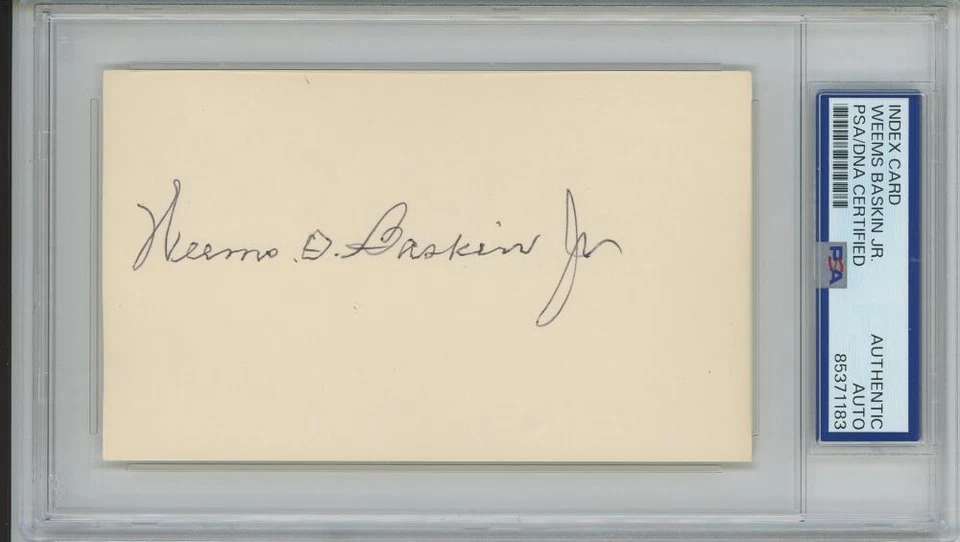 Weems O. Baskin Jr
INDEX CARD
WEEMS BASKIN JR.
PSA/DNA CERTIFIED
AUTHENTIC
AUTO
85371183
PSA